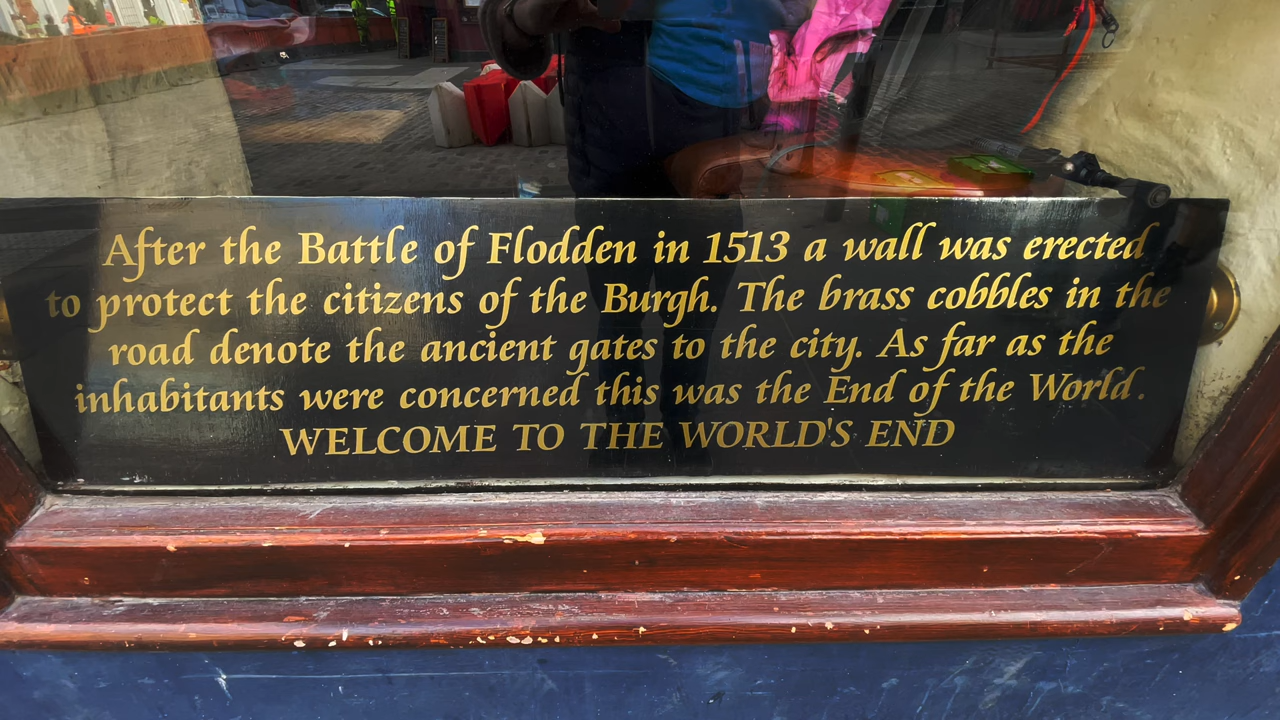 After the Battle of Flodden in 1513 a wall was erected
to protect the citizens of the Burgh. The brass cobbles in the
road denote the ancient gates to the city. As far as the
inhabitants were concerned this was the End of the World.
WELCOME TO THE WORLD'S END